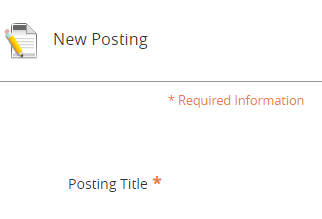 New Posting
* Required Information
Posting Title *